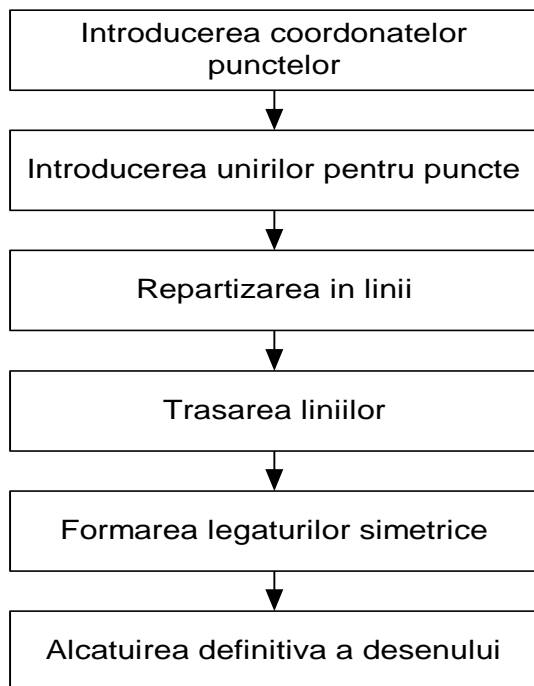 Introducerea coordonatelor
punctelor
Introducerea unirilor pentru puncte
Repartizarea in linii
Trasarea liniilor
Formarea legaturilor simetrice
Alcatuirea definitiva a desenului